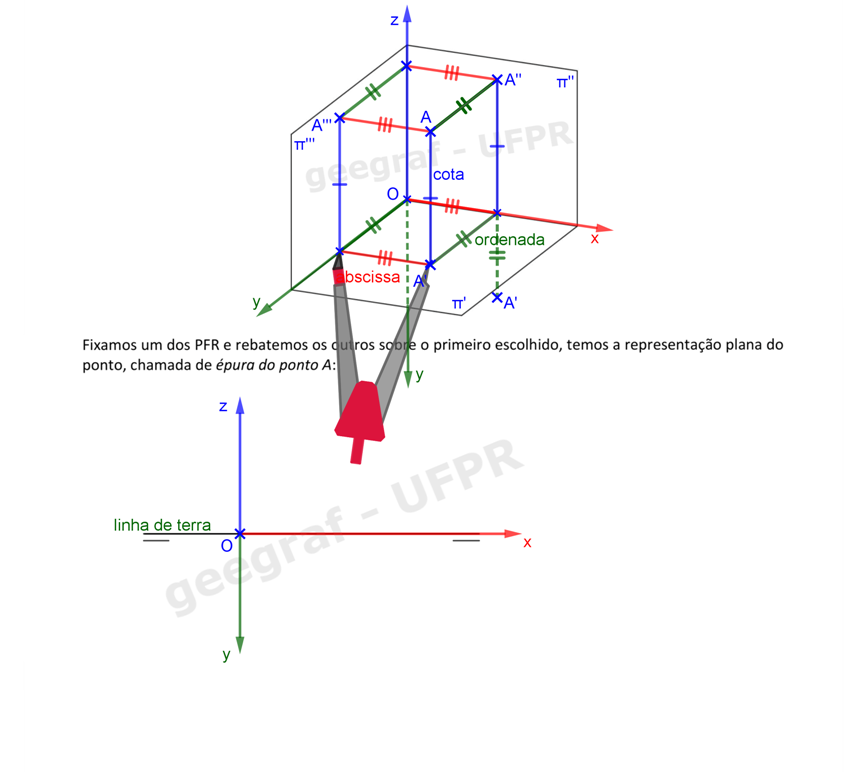 z
A''
π''
A'''
A
π'''
geegraf - UFPR
cota
O
ordenada
x
abscissa
A'
y
π'
A'
Fixamos um dos PFR e rebatemos os outros sobre o primeiro escolhido, temos a representação plana do
ponto, chamada de épura do ponto A:
y
z
geegraf - UFPR
linha de terra
O
x
y